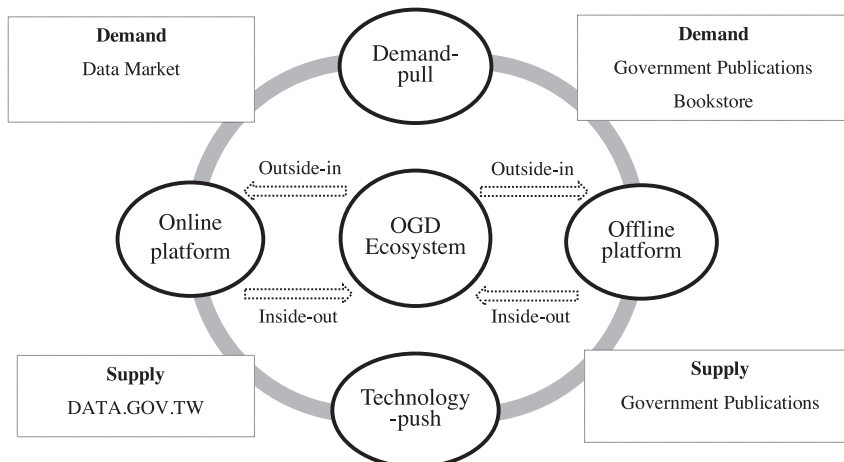 Demand
Data Market
Demand-
pull
Demand
Government Publications
Bookstore
Outside-in
Outside-in
Online
platform
OGD
Ecosystem
Offline
platform
Inside-out
Inside-out
Supply
DATA.GOV.TW
Technology
-push
Supply
Government Publications